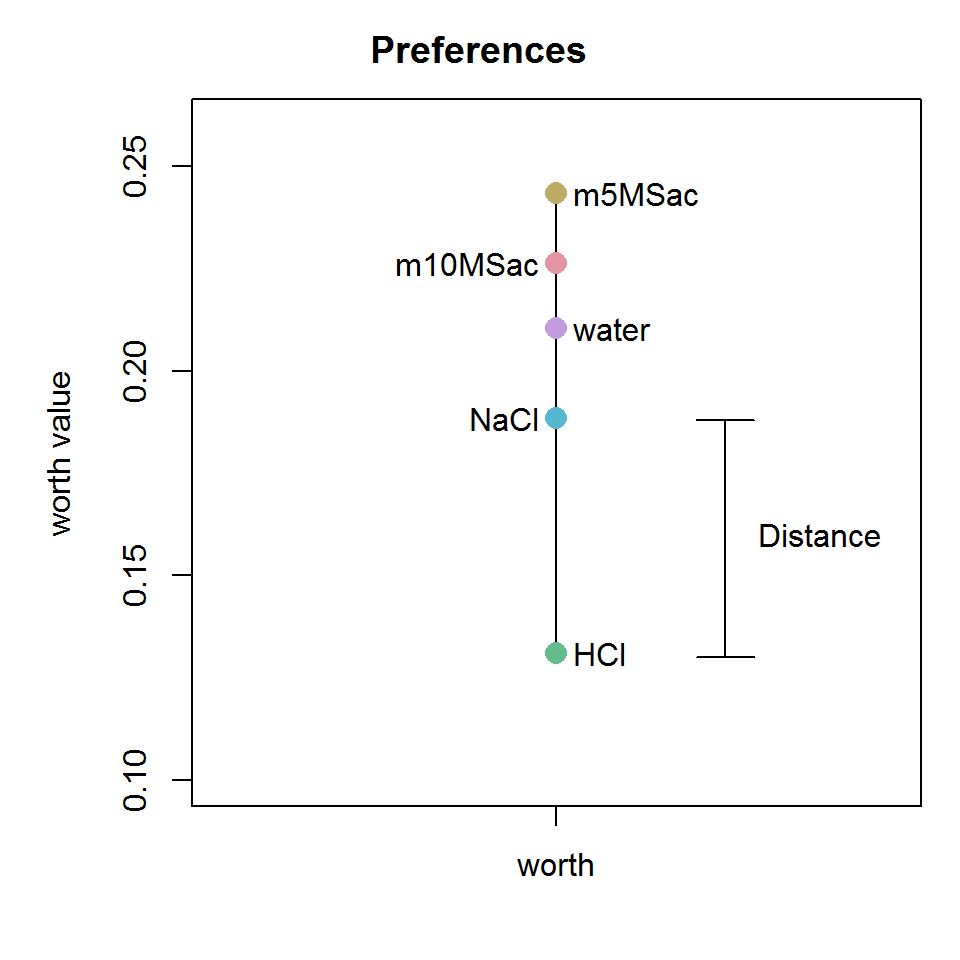 Preferences
0.25
m5MSac
m10MSac
water
0.20
worth value
NaCl
Distance
0.15
HCl
0.10
worth